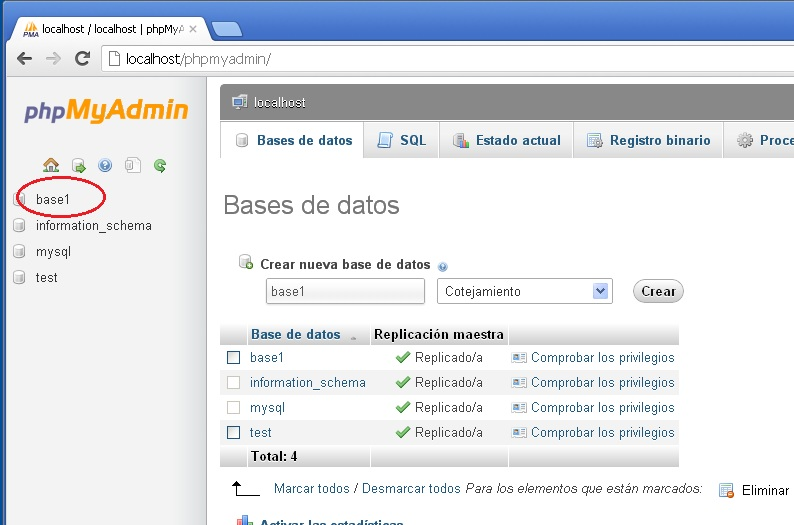 localhost / localhost | phpMyA
localhost/phpmyadmin/
phpMyAdmin
base1
information_schema
mysql
test
localhost
Bases de datos SQL Estado actual Registro binario Proce
Bases de datos
Crear nueva base de datos
base1 Cotejamiento Crear
Base de datos Replicación maestra
base1 Replicado/a Comprobar los privilegios
information_schema Replicado/a Comprobar los privilegios
mysql Replicado/a Comprobar los privilegios
test Replicado/a Comprobar los privilegios
Total: 4
Marcar todos / Desmarcar todos Para los elementos que están marcados: Eliminar
Activar las estadísticas